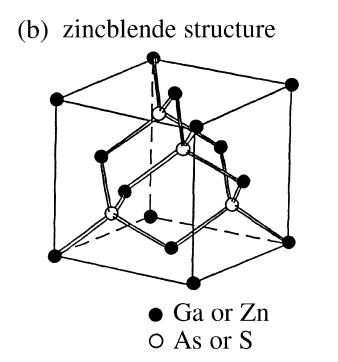 (b) zincblende structure
Ga or Zn
As or S